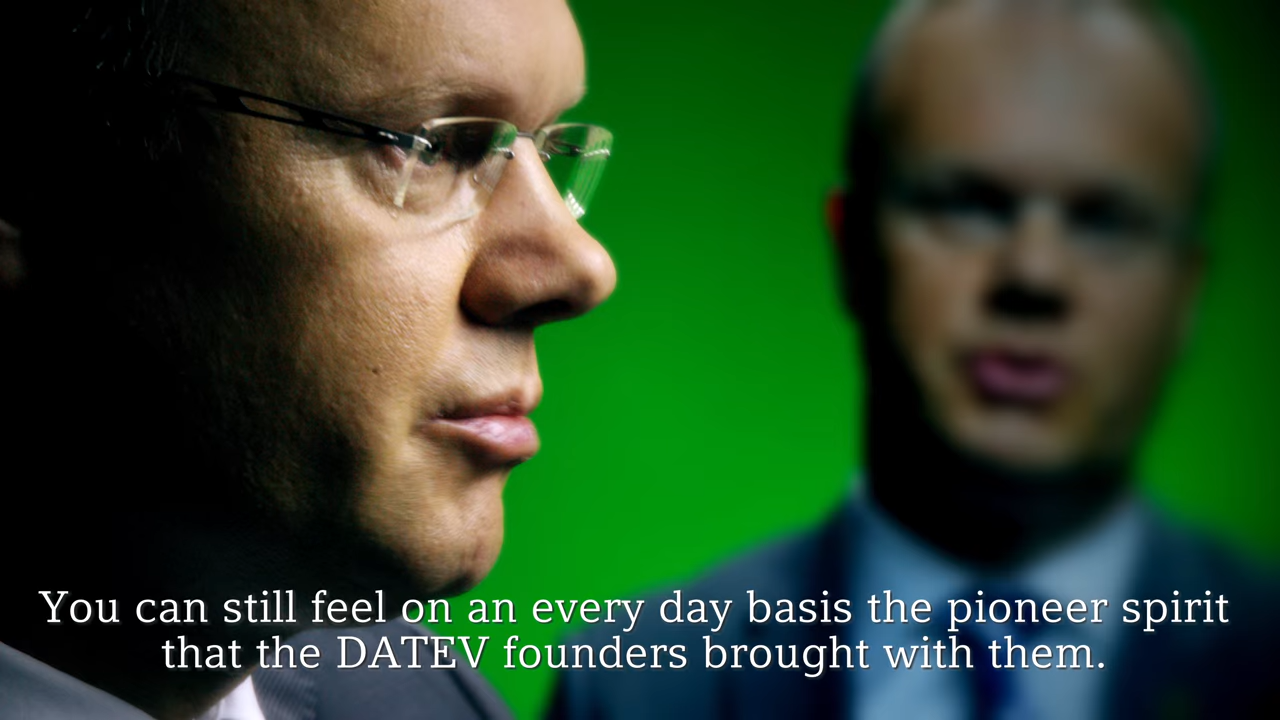 You can still feel on an every day basis the pioneer spirit
that the DATEV founders brought with them.